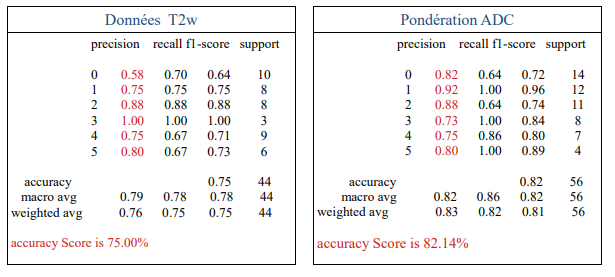 Données T2w
precision recall f1-score support
0 0.58 0.70 0.64 10
1 0.75 0.75 0.75 8
2 0.88 0.88 0.88 8
3 1.00 1.00 1.00 3
4 0.75 0.67 0.71 9
5 0.80 0.67 0.73 6
accuracy 0.75 44
macro avg 0.79 0.78 0.78 44
weighted avg 0.76 0.75 0.75 44
accuracy Score is 75.00%
Pondération ADC
precision recall f1-score support
0 0.82 0.64 0.72 14
1 0.92 1.00 0.96 12
2 0.88 0.64 0.74 11
3 0.73 1.00 0.84 8
4 0.75 0.86 0.80 7
5 0.80 1.00 0.89 4
accuracy 0.82 56
macro avg 0.82 0.86 0.82 56
weighted avg 0.83 0.82 0.81 56
accuracy Score is 82.14%